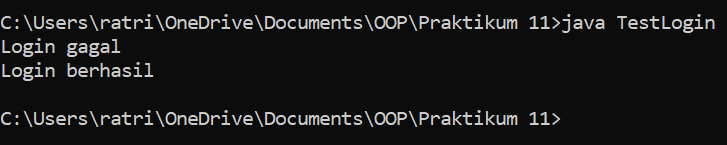 C:\Users\ratri\OneDrive\Documents\OOP\Praktikum 11>java TestLogin
Login gagal
Login berhasil
C:\Users\ratri\OneDrive\Documents\OOP\Praktikum 11>